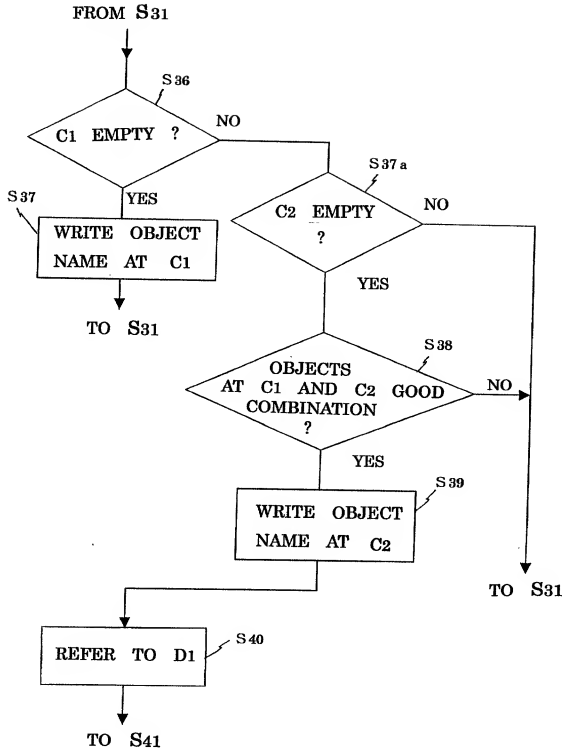 FROM S31
S36
C1 EMPTY ?
NO
YES
S37
WRITE OBJECT
NAME AT C1
TO S31
S37a
C2 EMPTY
?
NO
YES
S38
OBJECTS
AT C1 AND C2 GOOD
COMBINATION
?
NO
YES
S39
WRITE OBJECT
NAME AT C2
TO S31
S40
REFER TO D1
TO S41